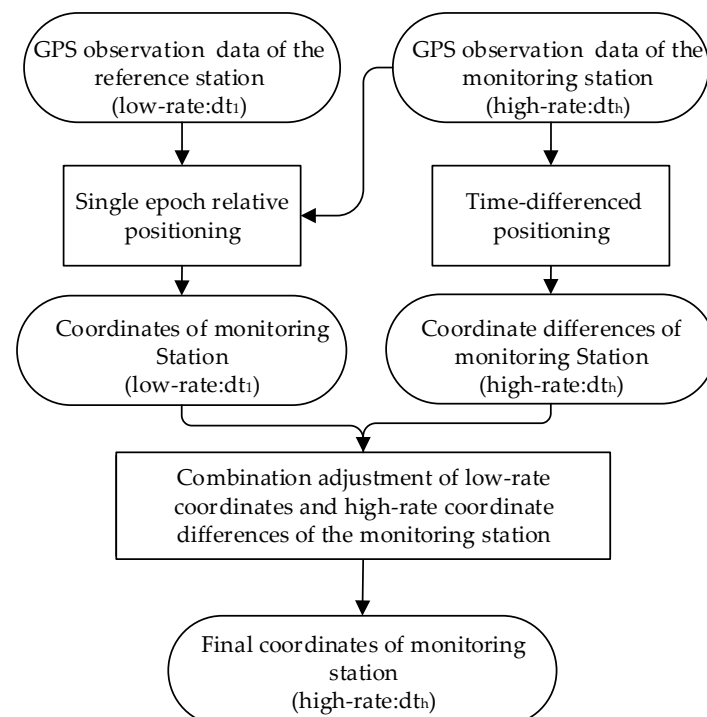 GPS observation data of the
reference station
(low-rate:dt₁)
GPS observation data of the
monitoring station
(high-rate:dtₕ)
Single epoch relative
positioning
Time-differenced
positioning
Coordinates of monitoring
Station
(low-rate:dt₁)
Coordinate differences of
monitoring Station
(high-rate:dtₕ)
Combination adjustment of low-rate
coordinates and high-rate coordinate
differences of the monitoring station
Final coordinates of monitoring
station
(high-rate:dtₕ)